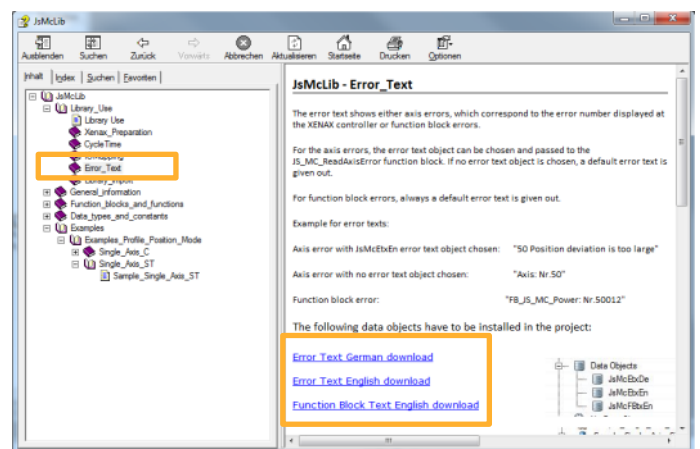 JsMcLib
Ausblenden Suchen Zurück Vorwärts Abbrechen Aktualisieren Startseite Drucken Optionen
Inhalt Index Suchen Favoriten
JsMcLib
Library_Use
Library Use
Xenax_Preparation
CycleTime
Error_Text
Library_Import
General_information
Function_blocks_and_functions
Data_types_and_constants
Examples
Examples_Profile_Position_Mode
Single_Axis_C
Single_Axis_ST
Sample_Single_Axis_ST
JsMcLib - Error_Text
The error text shows either axis errors, which correspond to the error number displayed at
the XENAX controller or function block errors.
For the axis errors, the error text object can be chosen and passed to the
JS_MC_ReadAxisError function block. If no error text object is chosen, a default error text is
given out.
For function block errors, always a default error text is given out.
Example for error texts:
Axis error with JsMcEtxEn error text object chosen: "50 Position deviation is too large"
Axis error with no error text object chosen: "Axis: Nr.50"
Function block error: "FB_JS_MC_Power: Nr.50012"
The following data objects have to be installed in the project:
Error Text German download
Error Text English download
Function Block Text English download
Data Objects
JsMcEtxDe
JsMcEtxEn
JsMcFBtxEn